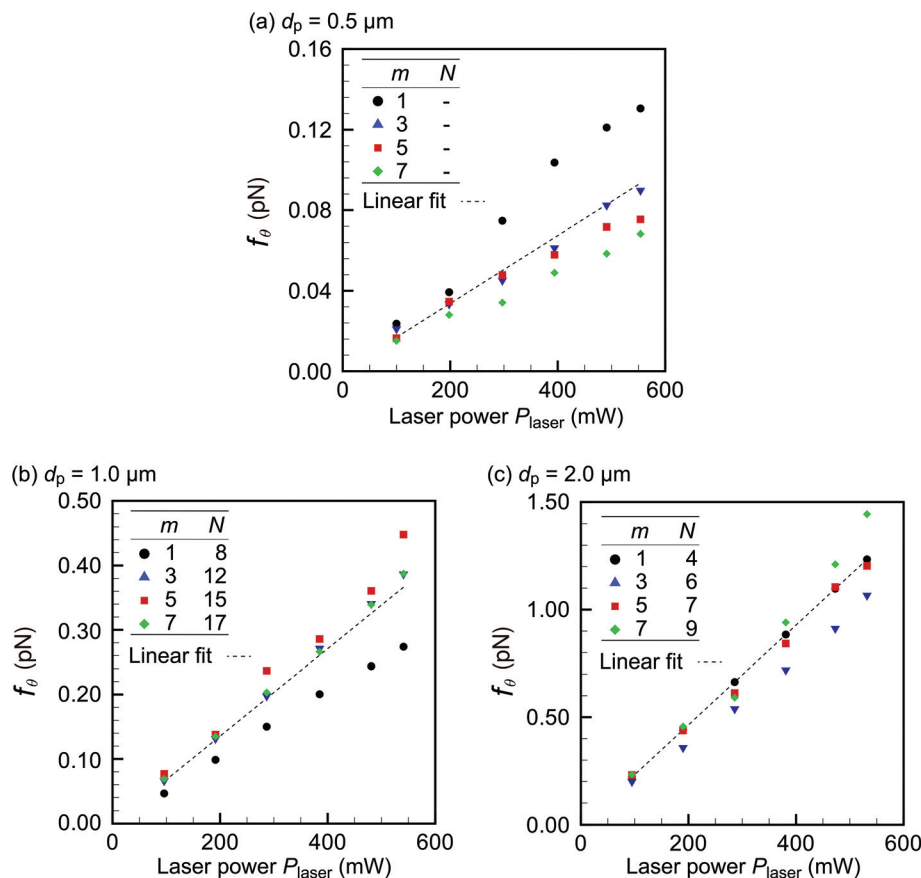 (a) dp = 0.5 µm
0.16
0.12
0.08
0.04
0.00
fθ (pN)
m N
1 -
3 -
5 -
7 -
Linear fit
0 200 400 600
Laser power Plaser (mW)
(b) dp = 1.0 µm
0.50
0.40
0.30
0.20
0.10
0.00
fθ (pN)
m N
1 8
3 12
5 15
7 17
Linear fit
0 200 400 600
Laser power Plaser (mW)
(c) dp = 2.0 µm
1.50
1.00
0.50
0.00
fθ (pN)
m N
1 4
3 6
5 7
7 9
Linear fit
0 200 400 600
Laser power Plaser (mW)